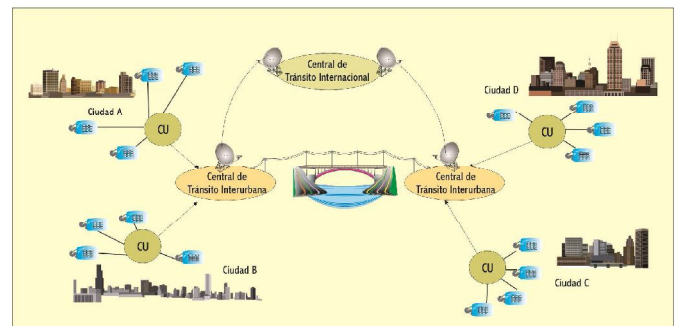 Central de
Tránsito Internacional
Ciudad A
Ciudad D
CU
CU
Central de
Tránsito Interurbana
Central de
Tránsito Interurbana
CU
Ciudad B
CU
Ciudad C